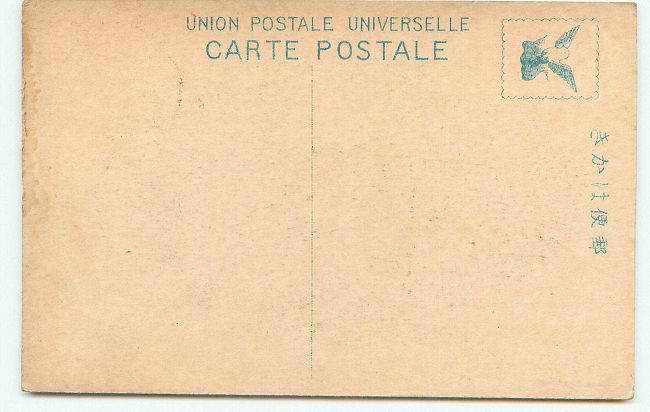 UNION POSTALE UNIVERSELLE
CARTE POSTALE
郵便はかき